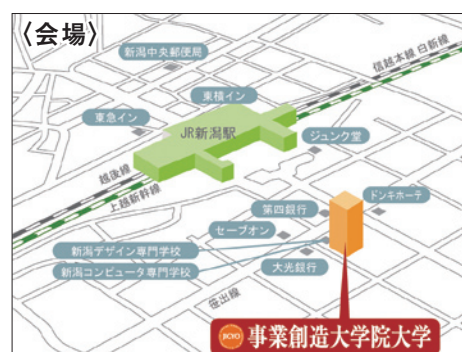 〈会場〉
新潟中央郵便局
信越本線 白新線
東横イン
東急イン
JR新潟駅
ジュンク堂
越後線
上越新幹線
ドンキホーテ
第四銀行
セーブオン
新潟デザイン専門学校
新潟コンピュータ専門学校
大光銀行
笹出線
JIGYO 事業創造大学院大学